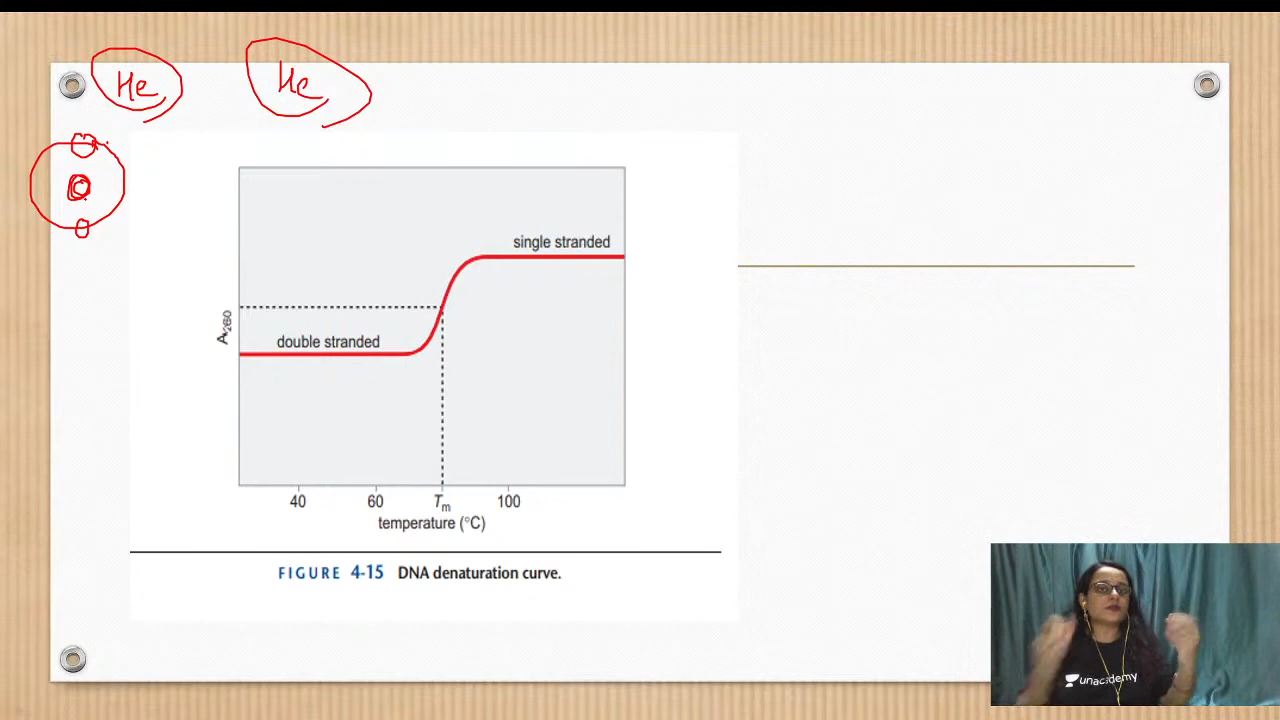 He He
single stranded
A260
double stranded
40 60 Tm 100
temperature (°C)
FIGURE 4-15 DNA denaturation curve.
unacademy